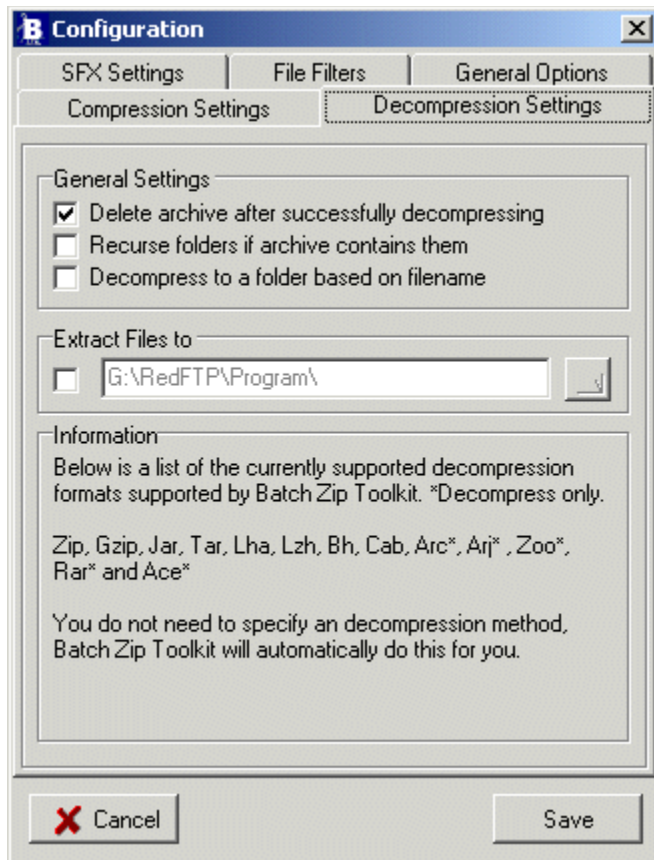 Configuration
SFX Settings
File Filters
General Options
Compression Settings
Decompression Settings
General Settings
Delete archive after successfully decompressing
Recurse folders if archive contains them
Decompress to a folder based on filename
Extract Files to
G:\RedFTP\Program\
Information
Below is a list of the currently supported decompression
formats supported by Batch Zip Toolkit. *Decompress only.
Zip, Gzip, Jar, Tar, Lha, Lzh, Bh, Cab, Arc*, Arj* , Zoo*,
Rar* and Ace*
You do not need to specify an decompression method,
Batch Zip Toolkit will automatically do this for you.
Cancel
Save